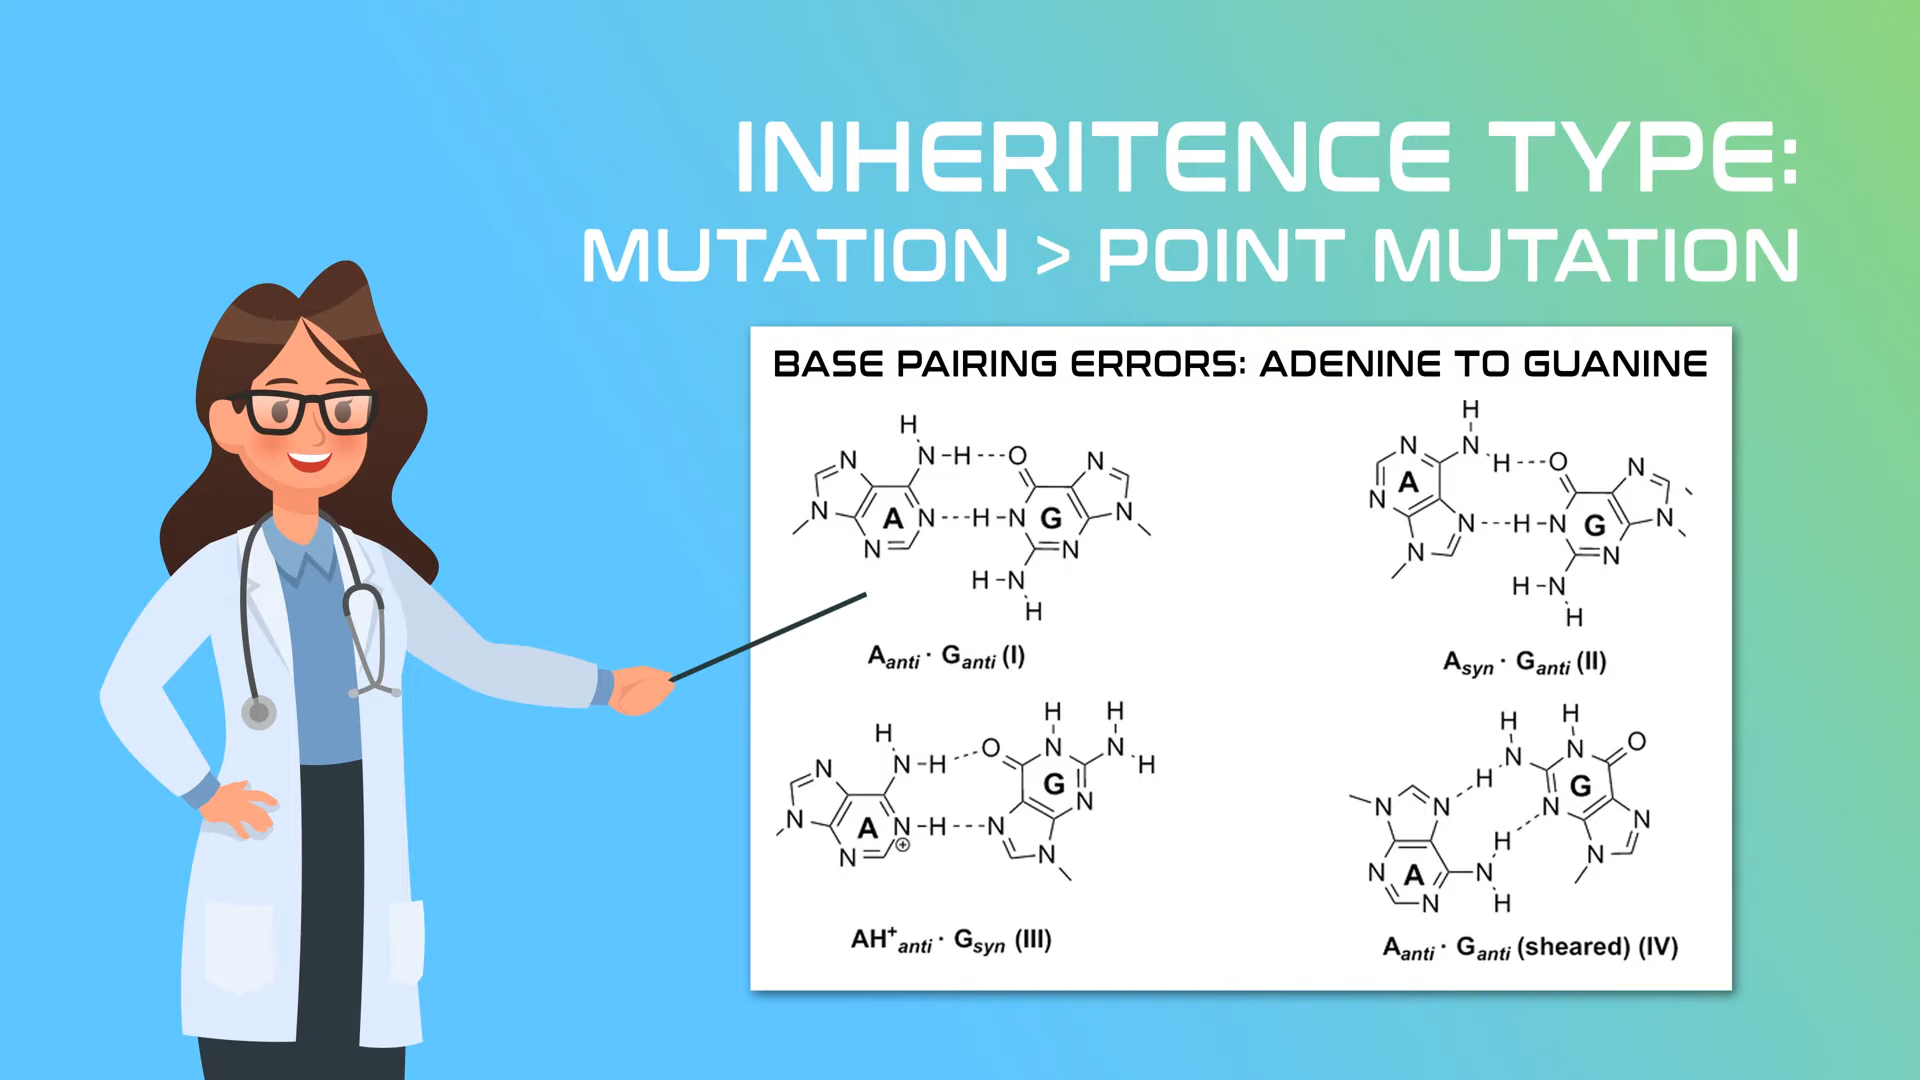 INHERITENCE TYPE:
MUTATION > POINT MUTATION
BASE PAIRING ERRORS: ADENINE TO GUANINE
H
N-H---O N
N A N---H-N G N
N N
H-N
H
Aanti · Ganti (I)
H
N N H---O N
N A N---H-N G N
N N
H-N
H
Asyn · Ganti (II)
H H H
N N-H---O N N H
N A N-H---N G N
N ⊕ N
AH+anti · Gsyn (III)
H H
N N O
N N---H N G N
N A N H N
N H
Aanti · Ganti (sheared) (IV)